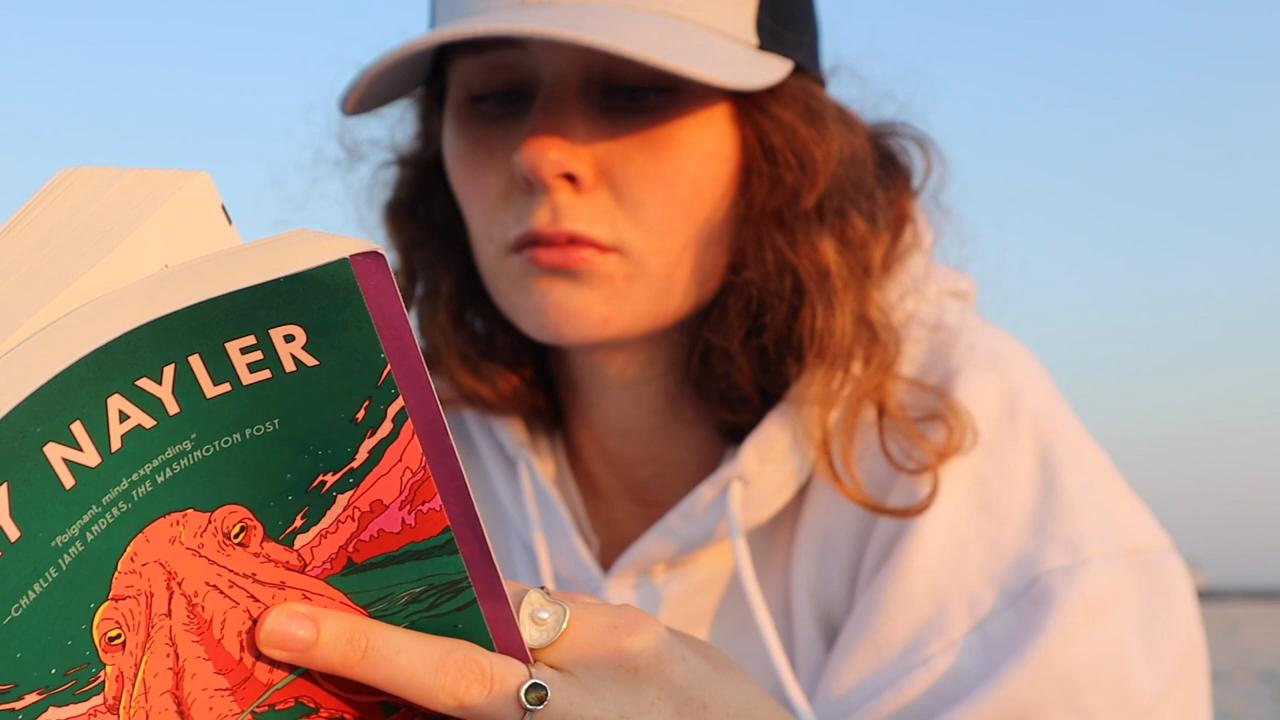 Y NAYLER
"Poignant, mind-expanding."
—CHARLIE JANE ANDERS, THE WASHINGTON POST